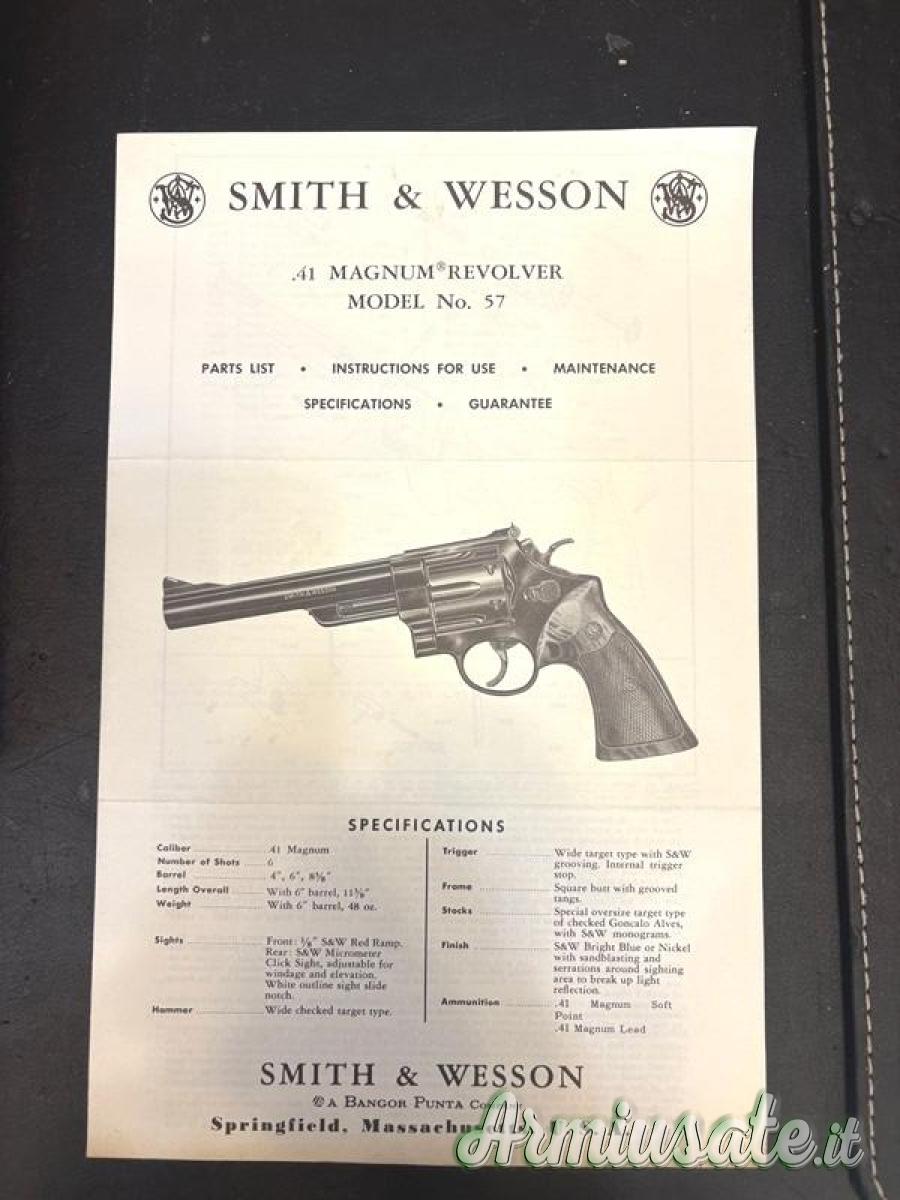 SMITH & WESSON
.41 MAGNUM® REVOLVER
MODEL No. 57
PARTS LIST • INSTRUCTIONS FOR USE • MAINTENANCE
SPECIFICATIONS • GUARANTEE
SMITH & WESSON
SPECIFICATIONS
Caliber .41 Magnum
Number of Shots 6
Barrel 4", 6", 8⅜"
Length Overall With 6" barrel, 11⅜"
Weight With 6" barrel, 48 oz.
Sights Front: ⅛" S&W Red Ramp.
Rear: S&W Micrometer
Click Sight, adjustable for
windage and elevation.
White outline sight slide
notch.
Hammer Wide checked target type.
Trigger Wide target type with S&W
grooving. Internal trigger
stop.
Frame Square butt with grooved
tangs.
Stocks Special oversize target type
of checked Goncalo Alves,
with S&W monograms.
Finish S&W Bright Blue or Nickel
with sandblasting and
serrations around sighting
area to break up light
reflection.
Ammunition .41 Magnum Soft
Point
.41 Magnum Lead
SMITH & WESSON
A BANGOR PUNTA
Springfield, Massachusetts
Armiusate.it